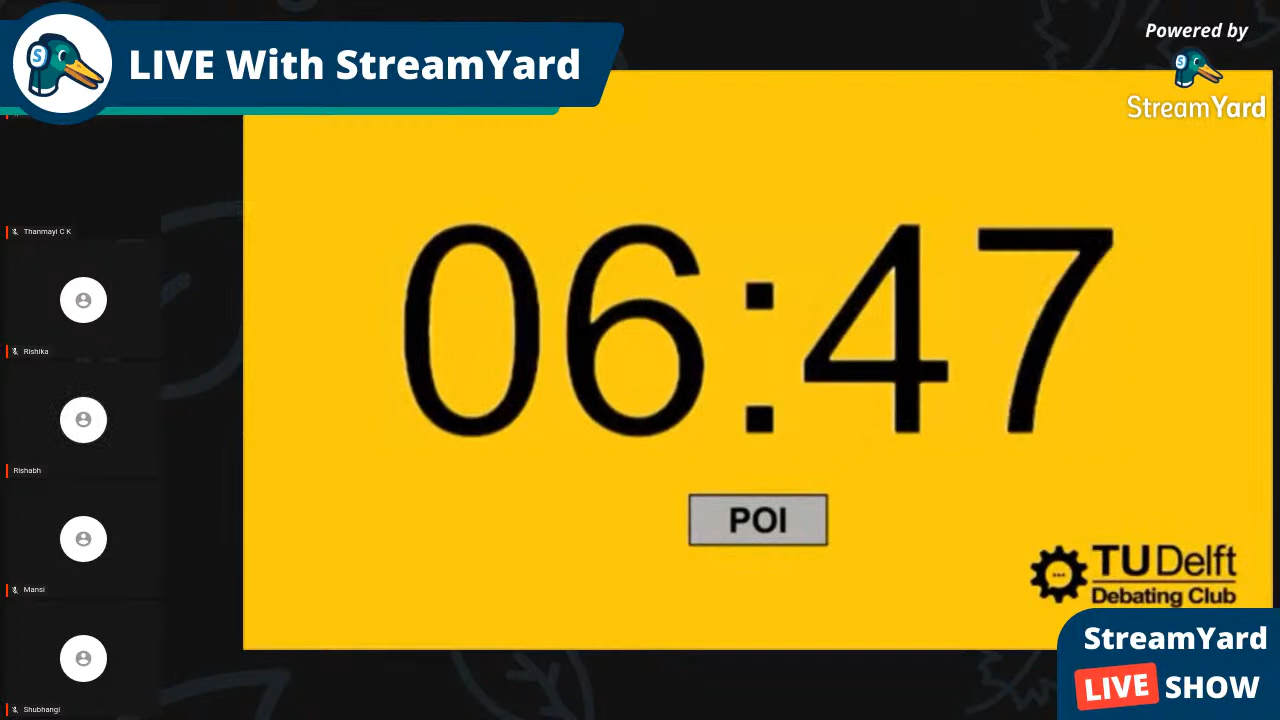 LIVE With StreamYard
Powered by
StreamYard
Thanmayi C K
Rishika
Rishabh
Mansi
Shubhangi
06:47
POI
TU Delft
Debating Club
StreamYard
LIVE SHOW